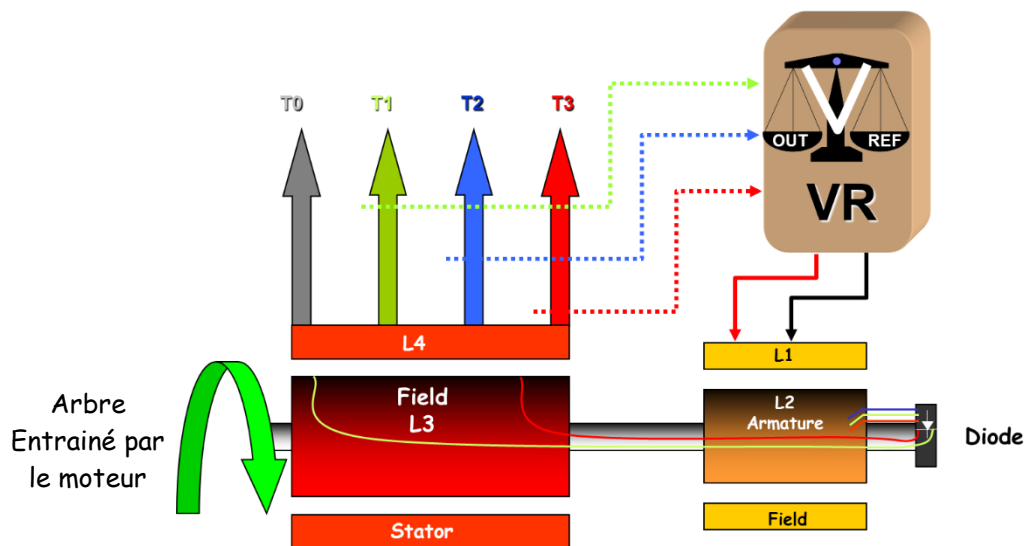 T0
T1
T2
T3
V
OUT
REF
VR
L4
L1
Field
L3
L2
Armature
Arbre
Entrainé par
le moteur
Diode
Stator
Field